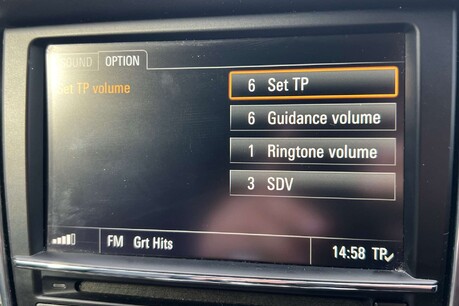 SOUND OPTION
Set TP volume
6 Set TP
6 Guidance volume
1 Ringtone volume
3 SDV
FM Grt Hits 14:58 TP